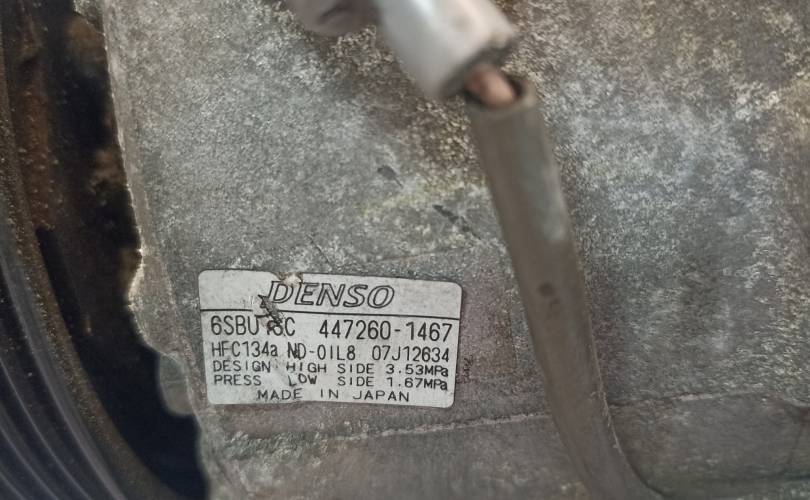 DENSO
6SBU16C 447260-1467
HFC134a ND-OIL8 07J12634
DESIGN HIGH SIDE 3.53MPa
PRESS LOW SIDE 1.67MPa
MADE IN JAPAN